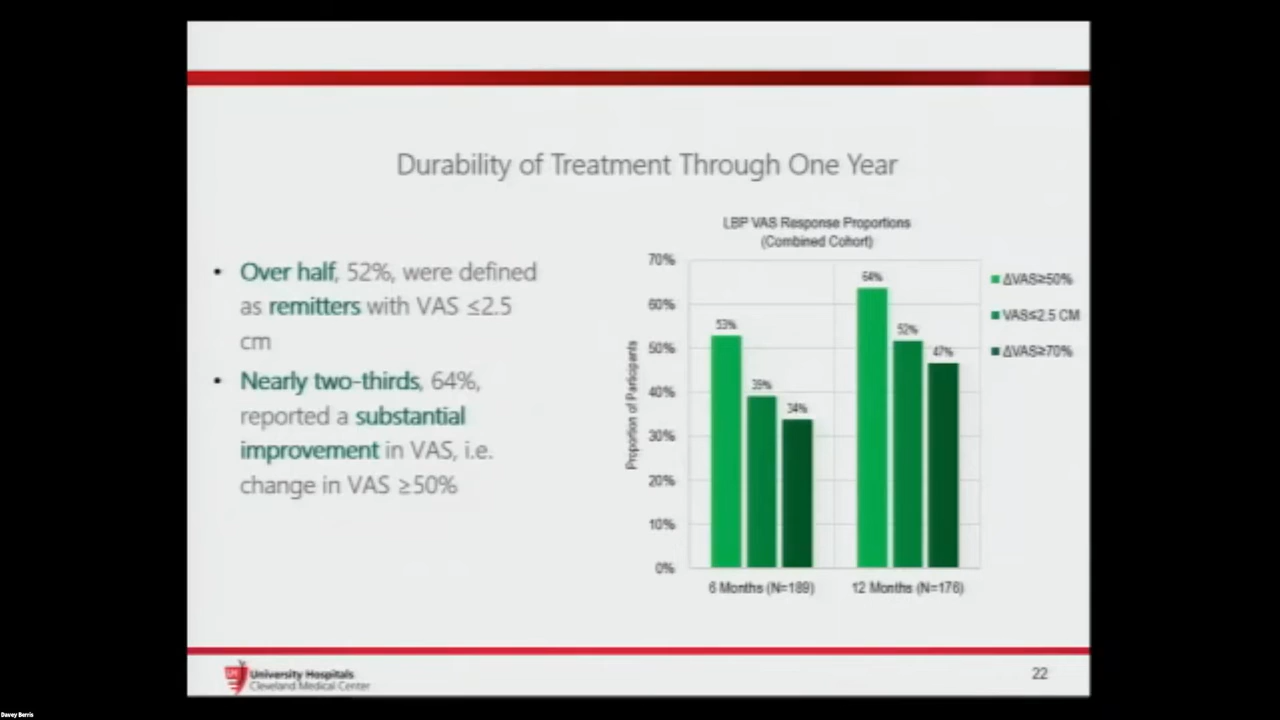 Durability of Treatment Through One Year
• Over half, 52%, were defined
as remitters with VAS ≤2.5
cm
• Nearly two-thirds, 64%,
reported a substantial
improvement in VAS, i.e.
change in VAS ≥50%
LBP VAS Response Proportions
(Combined Cohort)
Proportion of Participants
70%
60%
50%
40%
30%
20%
10%
0%
53%
39%
34%
64%
52%
47%
6 Months (N=189)
12 Months (N=176)
ΔVAS≥50%
VAS≤2.5 CM
ΔVAS≥70%
University Hospitals
Cleveland Medical Center
22
Davey Berris